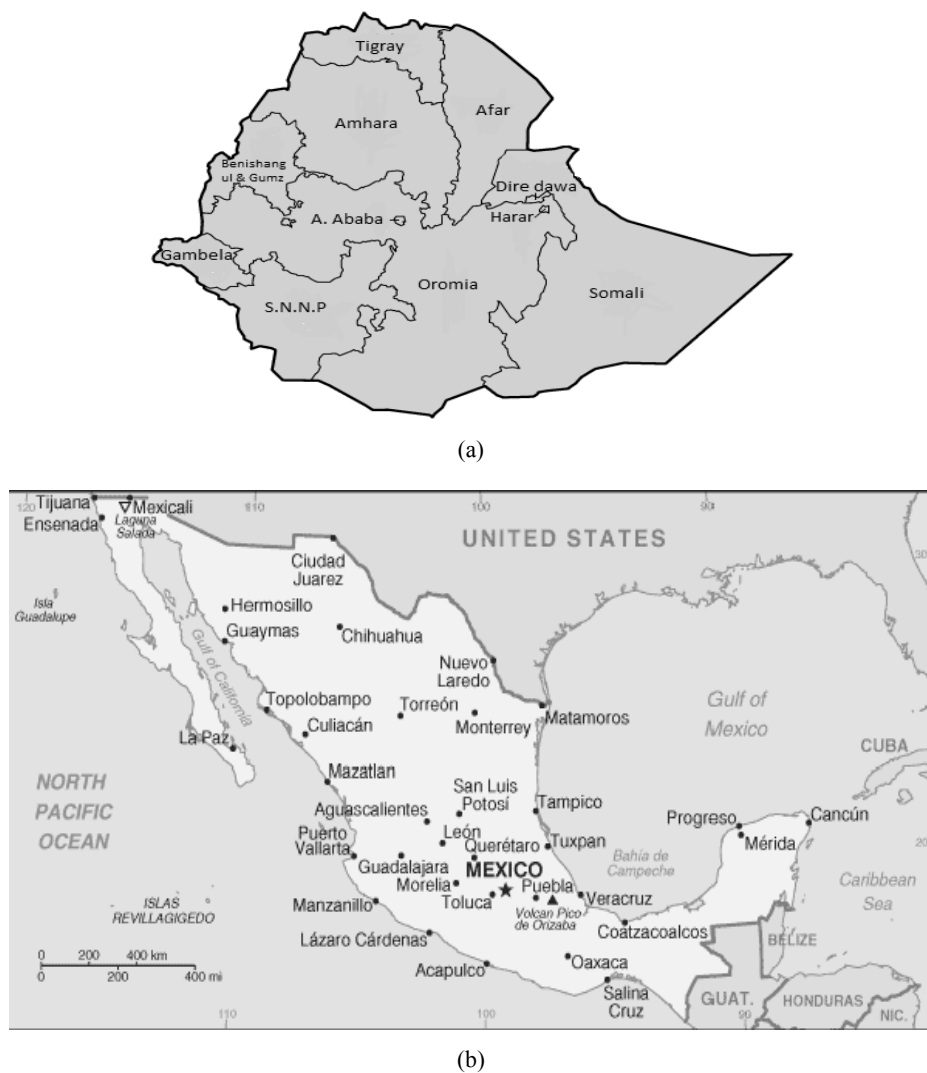 Tigray
Afar
Amhara
Benishang
ul & Gumz
Dire dawa
A. Ababa
Harar
Gambela
Oromia
Somali
S.N.N.P
(a)
120
110
100
90
Tijuana
Mexicali
Ensenada
Laguna
Salada
UNITED STATES
Ciudad
Juarez
30
Isla
Guadalupe
Hermosillo
Guaymas
Chihuahua
Gulf of California
Nuevo
Laredo
Topolobampo
Torreón
Monterrey
Matamoros
Gulf of
Mexico
Culiacán
La Paz
CUBA
NORTH
PACIFIC
OCEAN
Mazatlan
San Luis
Potosí
Tampico
Aguascalientes
Progreso
Cancún
Puerto
Vallarta
León
Querétaro
Tuxpan
Mérida
20
Guadalajara
MEXICO
Bahía de
Campeche
Morelia
Puebla
Caribbean
Sea
ISLAS
REVILLAGIGEDO
Manzanillo
Toluca
Volcan Pico
de Orizaba
Veracruz
Coatzacoalcos
Lázaro Cárdenas
BELIZE
0 200 400 km
0 200 400 mi
Acapulco
Oaxaca
Salina
Cruz
GUAT.
HONDURAS
NIC.
110
100
90
(b)